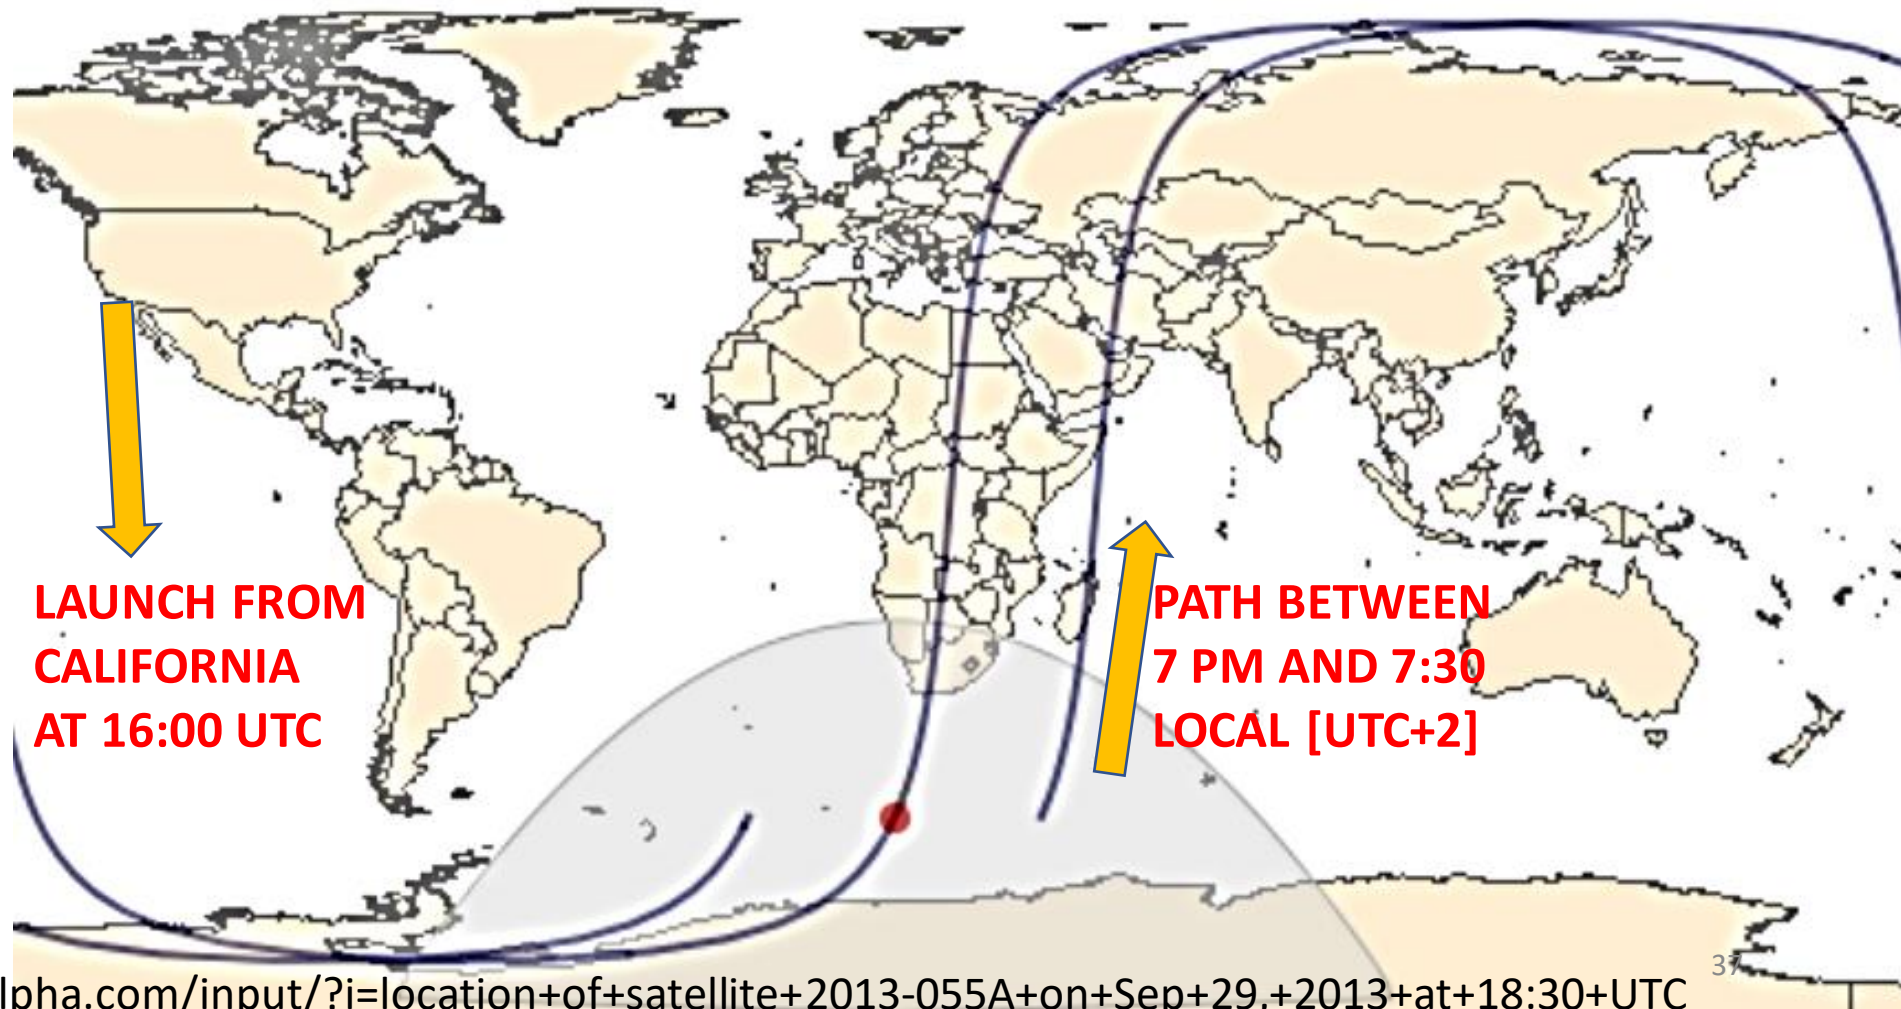 LAUNCH FROM
CALIFORNIA
AT 16:00 UTC
PATH BETWEEN
7 PM AND 7:30
LOCAL [UTC+2]
37
lpha.com/input/?i=location+of+satellite+2013-055A+on+Sep+29,+2013+at+18:30+UTC